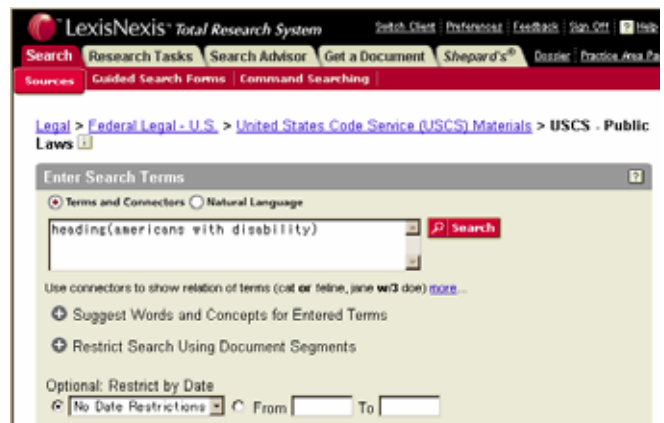 LexisNexis™ Total Research System
Switch Client | Preferences | Feedback | Sign Off | ? Help
Search Research Tasks Search Advisor Get a Document Shepard's® Dossier | Practice Area Pa
Sources Guided Search Forms | Command Searching |
Legal > Federal Legal - U.S. > United States Code Service (USCS) Materials > USCS - Public
Laws i
Enter Search Terms ?
Terms and Connectors Natural Language
heading(americans with disability) Search
Use connectors to show relation of terms (cat or feline, jane w/3 doe) more...
Suggest Words and Concepts for Entered Terms
Restrict Search Using Document Segments
Optional: Restrict by Date
No Date Restrictions From To